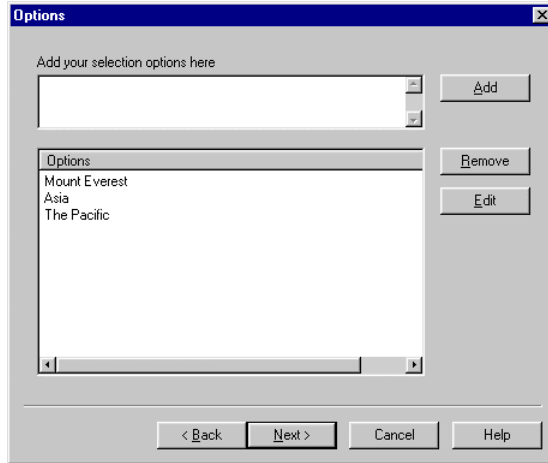 Options
Add your selection options here
Add
Options
Remove
Mount Everest
Asia
Edit
The Pacific
< Back
Next >
Cancel
Help